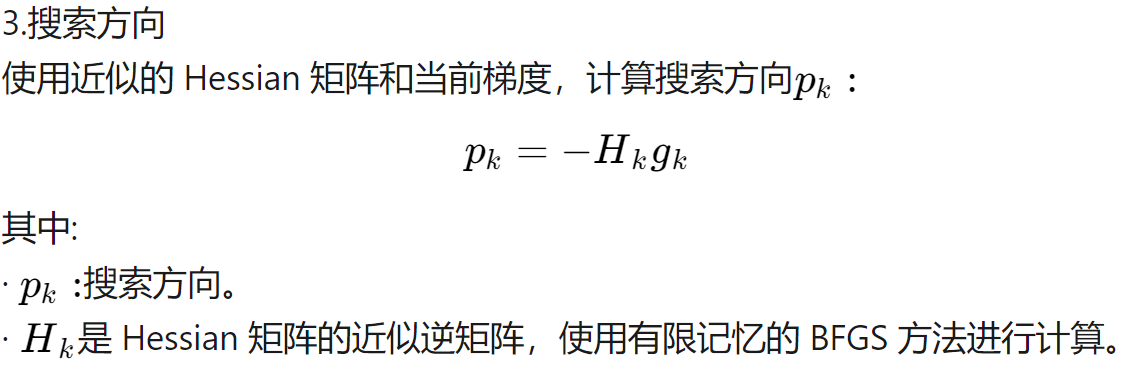 3.搜索方向
使用近似的 Hessian 矩阵和当前梯度，计算搜索方向pₖ :
pₖ = −Hₖgₖ
其中:
· pₖ :搜索方向。
· Hₖ是 Hessian 矩阵的近似逆矩阵，使用有限记忆的 BFGS 方法进行计算。